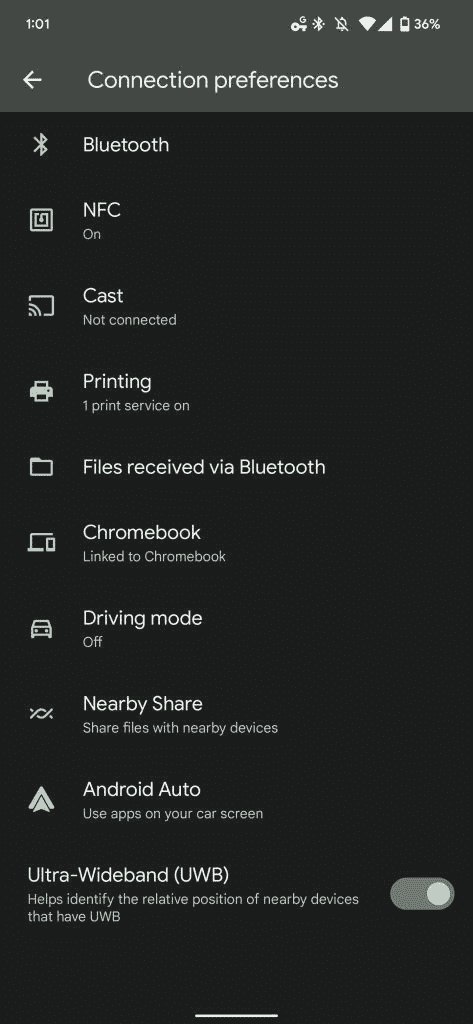 1:01
G
36%
Connection preferences
Bluetooth
NFC
On
Cast
Not connected
Printing
1 print service on
Files received via Bluetooth
Chromebook
Linked to Chromebook
Driving mode
Off
Nearby Share
Share files with nearby devices
Android Auto
Use apps on your car screen
Ultra-Wideband (UWB)
Helps identify the relative position of nearby devices
that have UWB